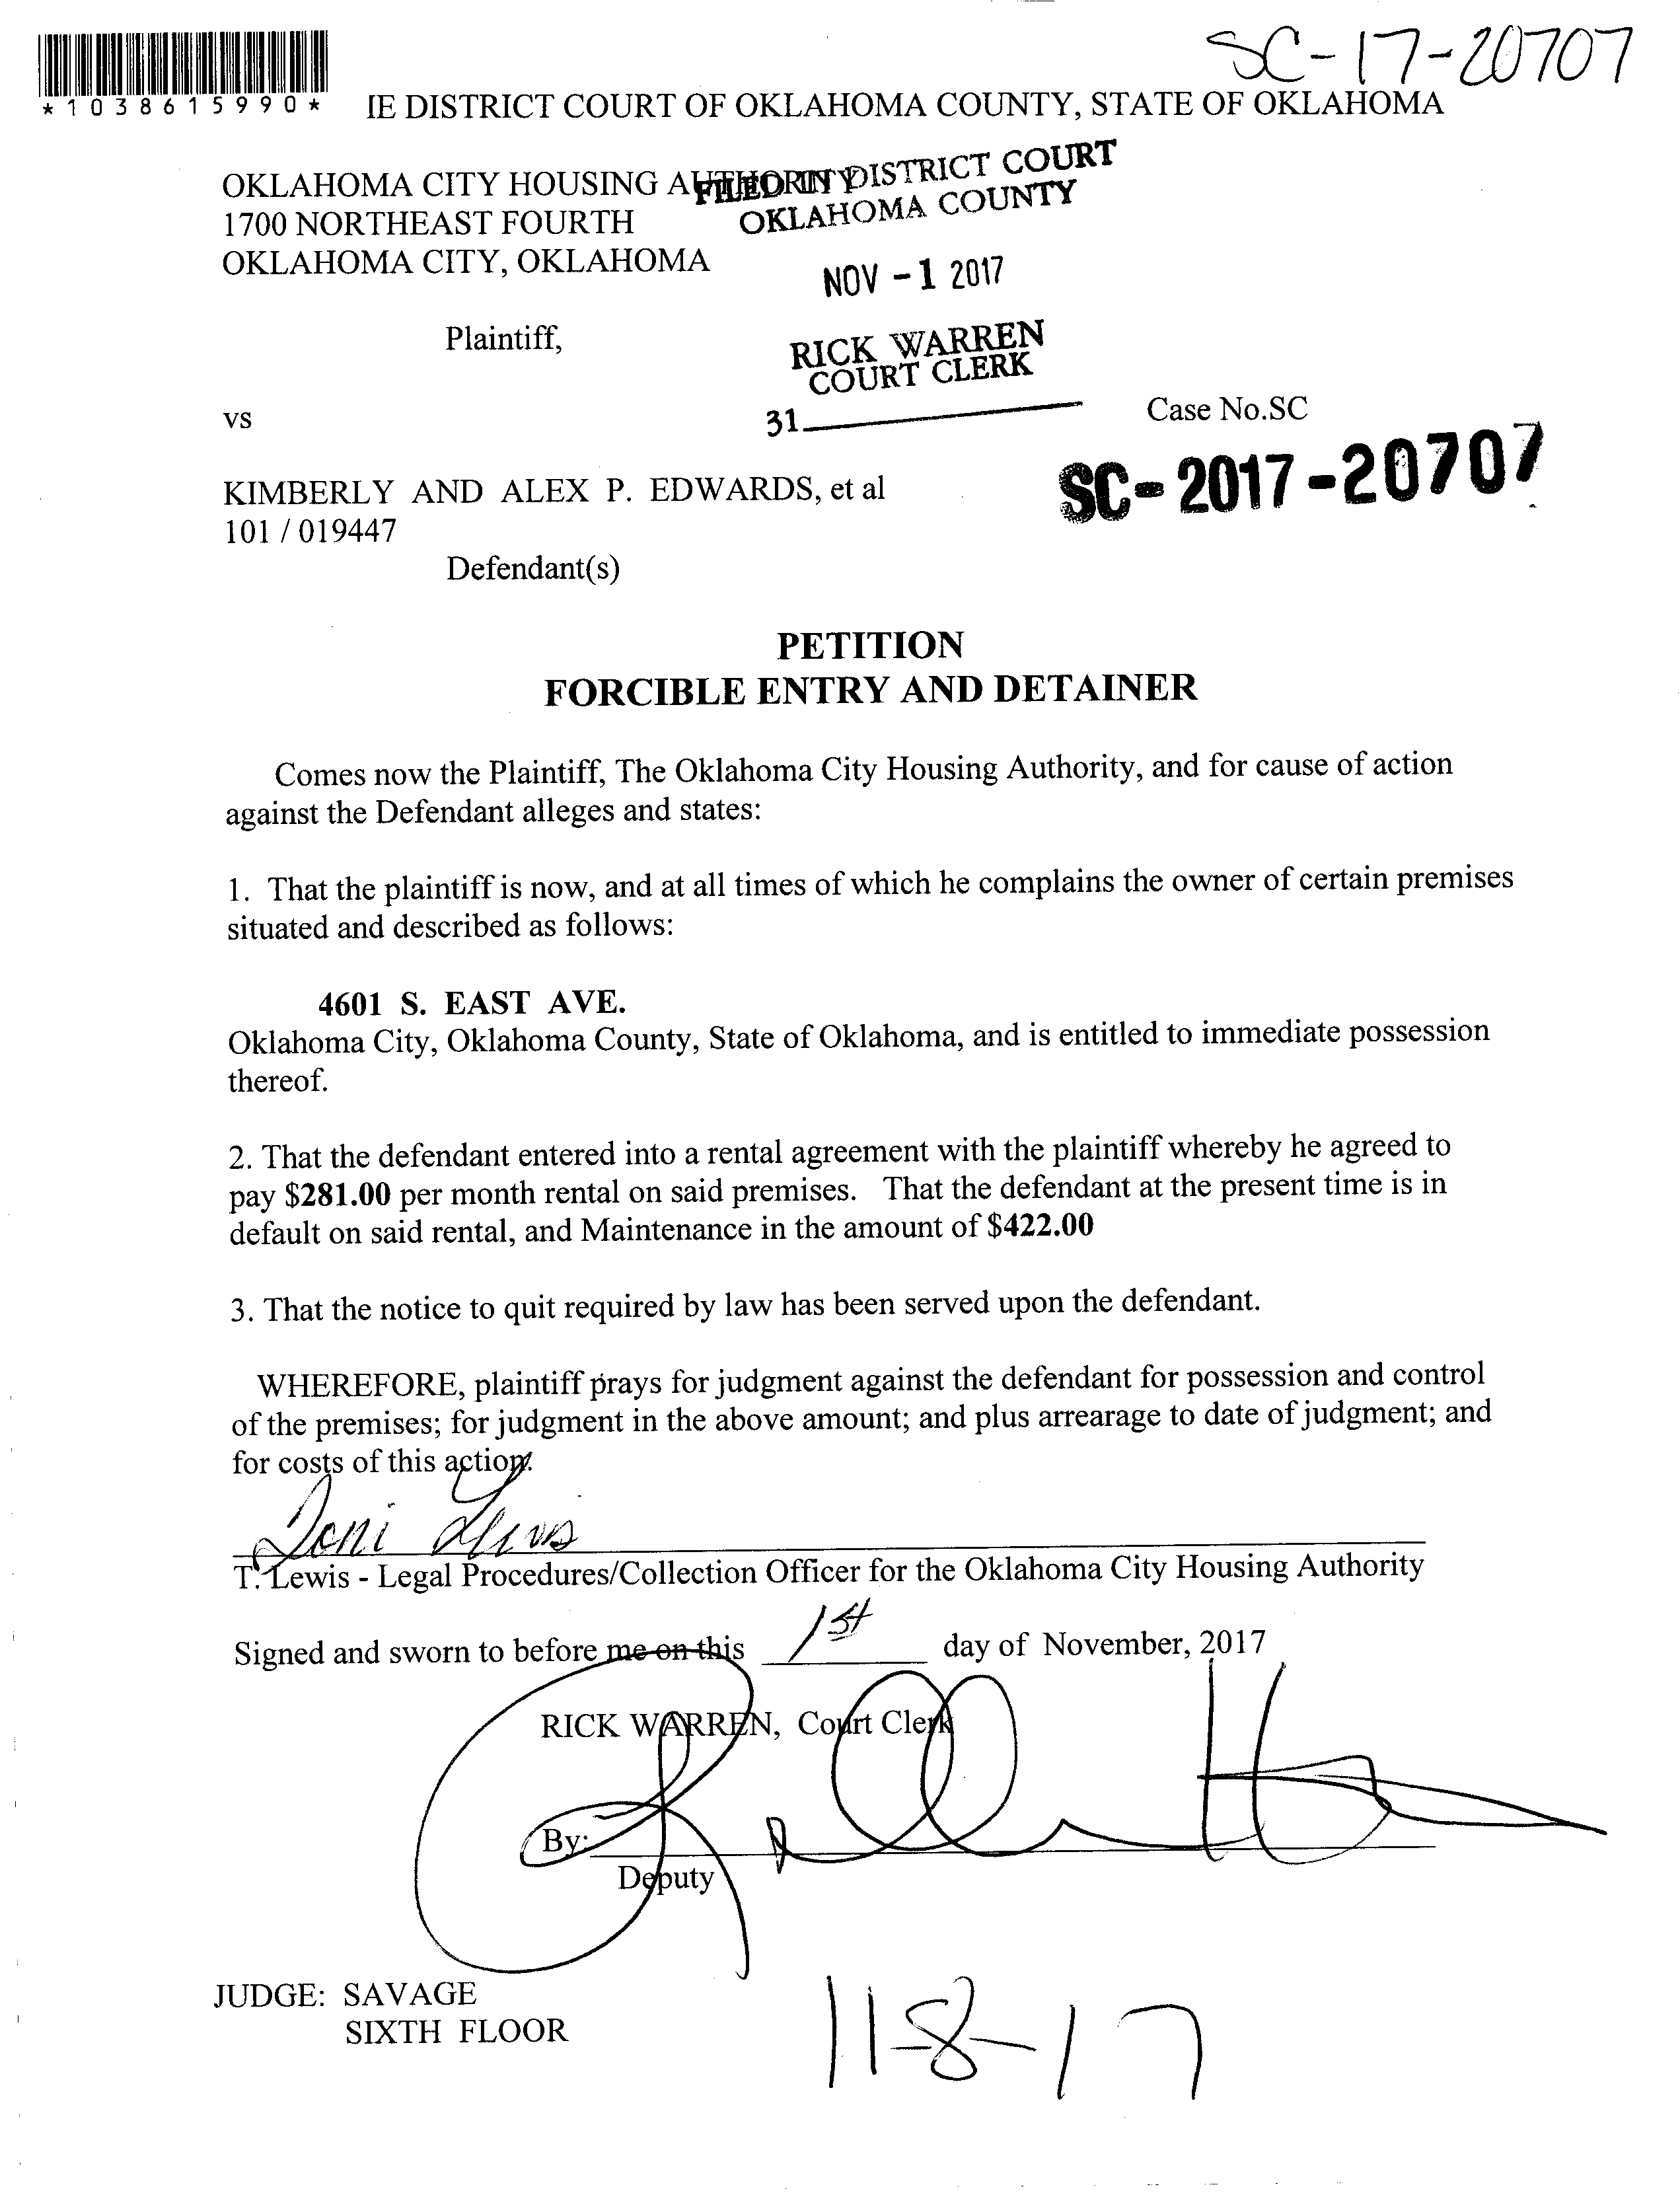 SC-17-20707
*1038615990*
IE DISTRICT COURT OF OKLAHOMA COUNTY, STATE OF OKLAHOMA
OKLAHOMA CITY HOUSING AUTHORITY
FILED IN DISTRICT COURT
1700 NORTHEAST FOURTH
OKLAHOMA COUNTY
OKLAHOMA CITY, OKLAHOMA
NOV -1 2017
Plaintiff,
RICK WARREN
COURT CLERK
vs
31
Case No.SC
SC-2017-20707
KIMBERLY AND ALEX P. EDWARDS, et al
101 / 019447
Defendant(s)
PETITION
FORCIBLE ENTRY AND DETAINER
Comes now the Plaintiff, The Oklahoma City Housing Authority, and for cause of action
against the Defendant alleges and states:
1. That the plaintiff is now, and at all times of which he complains the owner of certain premises
situated and described as follows:
4601 S. EAST AVE.
Oklahoma City, Oklahoma County, State of Oklahoma, and is entitled to immediate possession
thereof.
2. That the defendant entered into a rental agreement with the plaintiff whereby he agreed to
pay $281.00 per month rental on said premises. That the defendant at the present time is in
default on said rental, and Maintenance in the amount of $422.00
3. That the notice to quit required by law has been served upon the defendant.
WHEREFORE, plaintiff prays for judgment against the defendant for possession and control
of the premises; for judgment in the above amount; and plus arrearage to date of judgment; and
for costs of this action.
Toni Lewis
T. Lewis - Legal Procedures/Collection Officer for the Oklahoma City Housing Authority
Signed and sworn to before me on this 1st day of November, 2017
RICK WARREN, Court Clerk
By:
Deputy
JUDGE: SAVAGE
SIXTH FLOOR
11-8-17